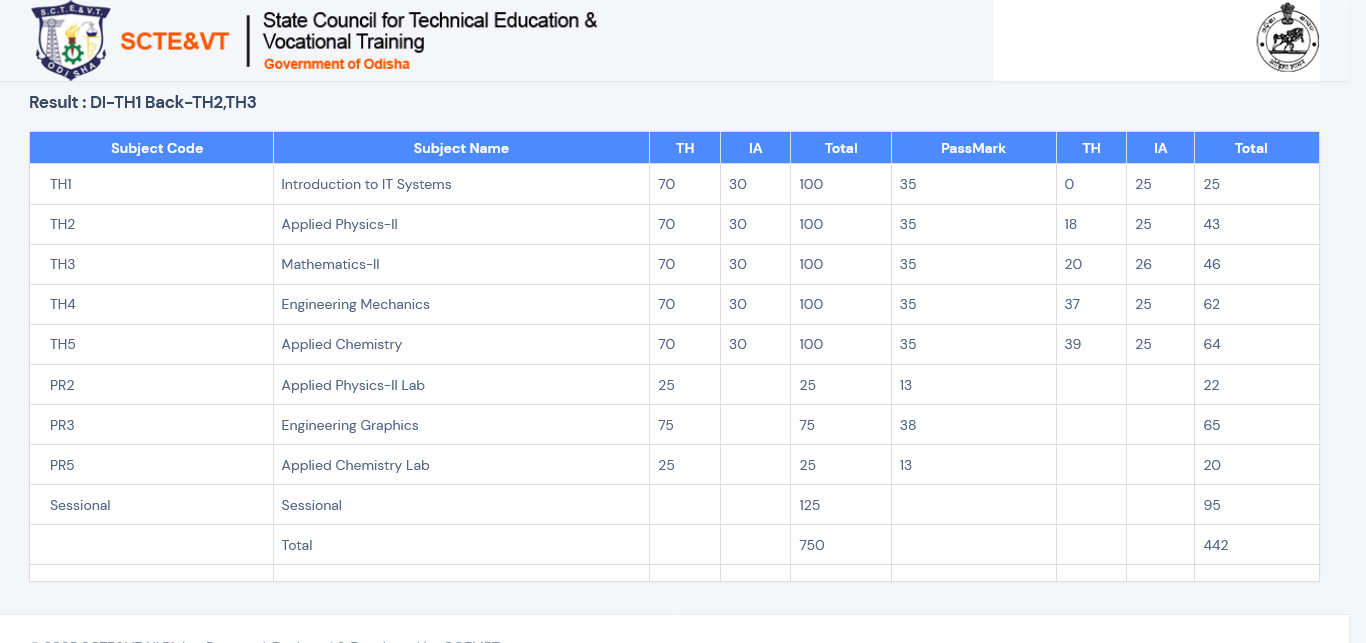 S.C.T.E.&V.T.
ODISHA
SCTE&VT
State Council for Technical Education &
Vocational Training
Government of Odisha
Result : DI-TH1 Back-TH2,TH3
Subject Code Subject Name TH IA Total PassMark TH IA Total
TH1 Introduction to IT Systems 70 30 100 35 0 25 25
TH2 Applied Physics-II 70 30 100 35 18 25 43
TH3 Mathematics-II 70 30 100 35 20 26 46
TH4 Engineering Mechanics 70 30 100 35 37 25 62
TH5 Applied Chemistry 70 30 100 35 39 25 64
PR2 Applied Physics-II Lab 25 25 13 22
PR3 Engineering Graphics 75 75 38 65
PR5 Applied Chemistry Lab 25 25 13 20
Sessional Sessional 125 95
Total 750 442